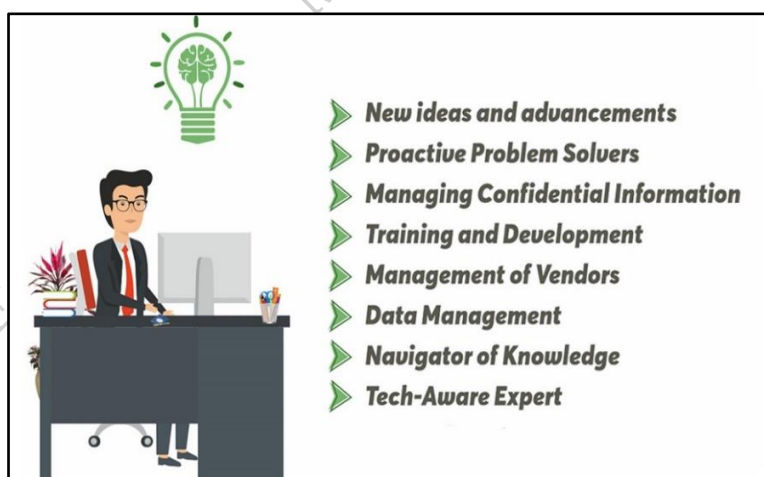 New ideas and advancements
Proactive Problem Solvers
Managing Confidential Information
Training and Development
Management of Vendors
Data Management
Navigator of Knowledge
Tech-Aware Expert